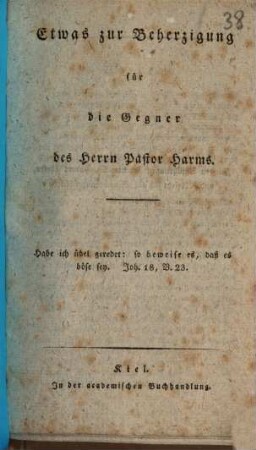 38
Etwas zur Beherzigung
für
die Gegner
des Herrn Pastor Harms.
Habe ich übel geredet: so beweise es, daß es
böse sey. Joh. 18, V. 23.
Kiel.
In der academischen Buchhandlung.